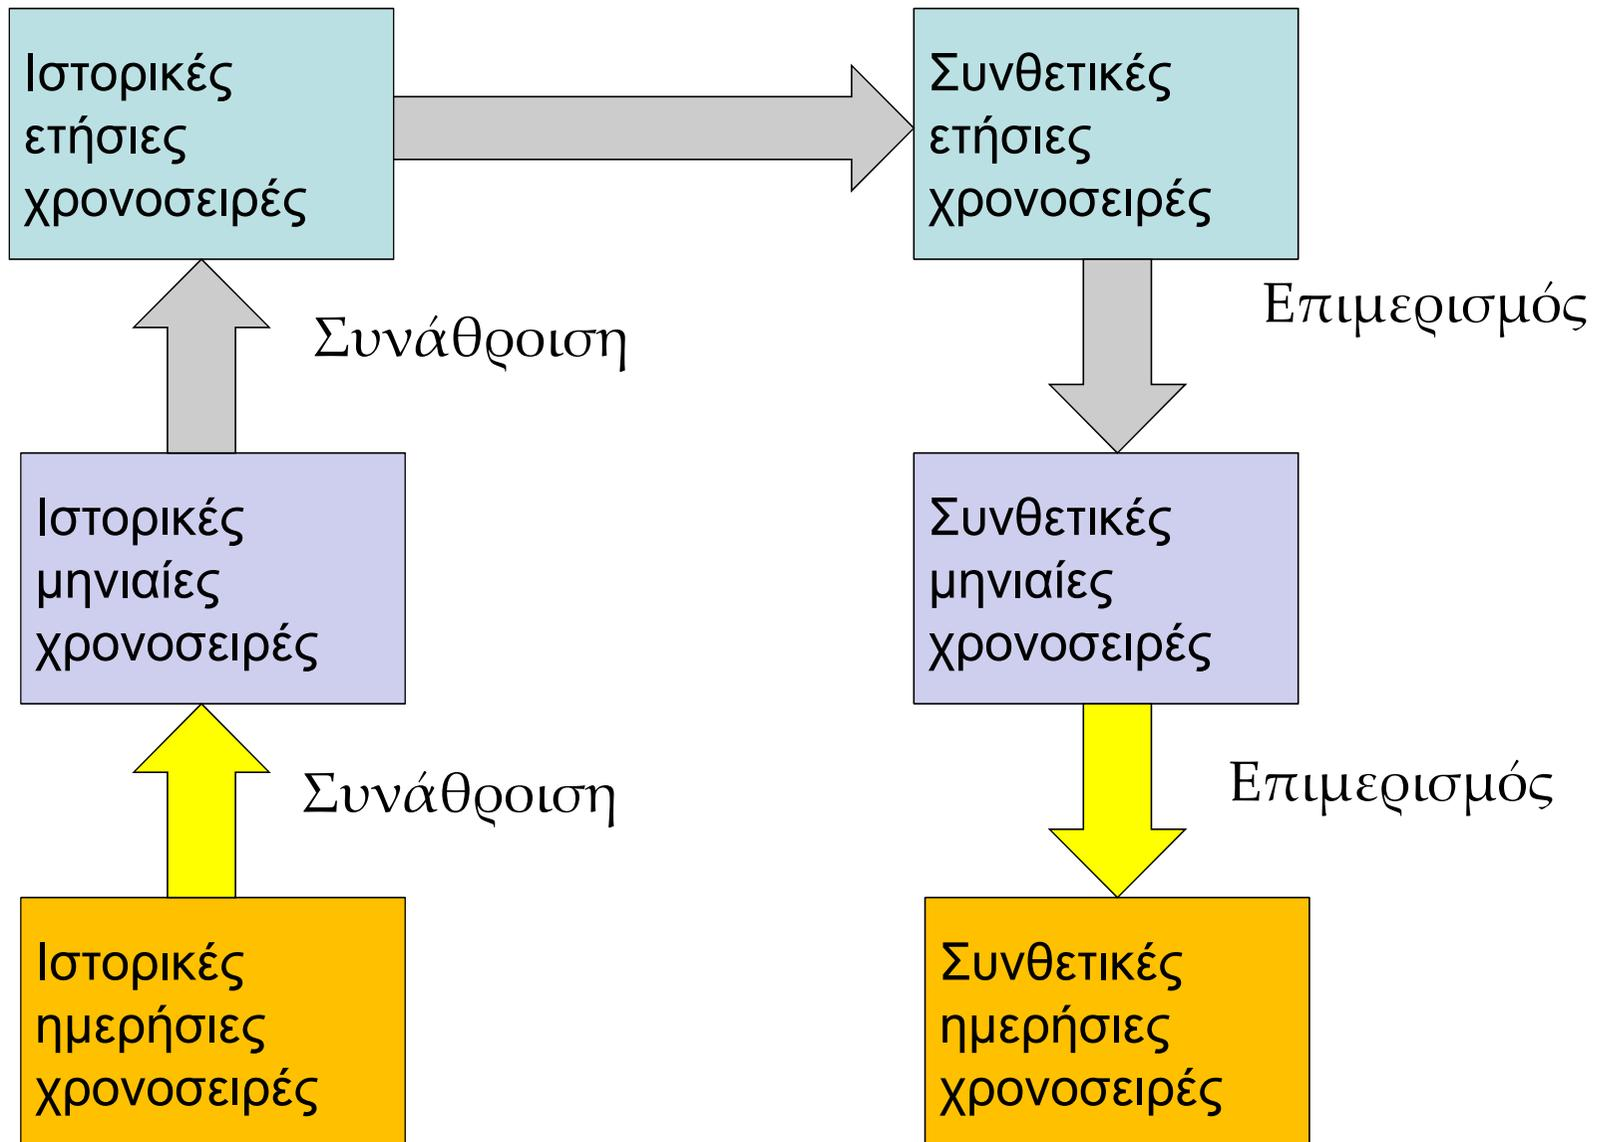 Ιστορικές
ετήσιες
χρονοσειρές
Συνθετικές
ετήσιες
χρονοσειρές
Συνάθροιση
Επιμερισμός
Ιστορικές
μηνιαίες
χρονοσειρές
Συνθετικές
μηνιαίες
χρονοσειρές
Συνάθροιση
Επιμερισμός
Ιστορικές
ημερήσιες
χρονοσειρές
Συνθετικές
ημερήσιες
χρονοσειρές